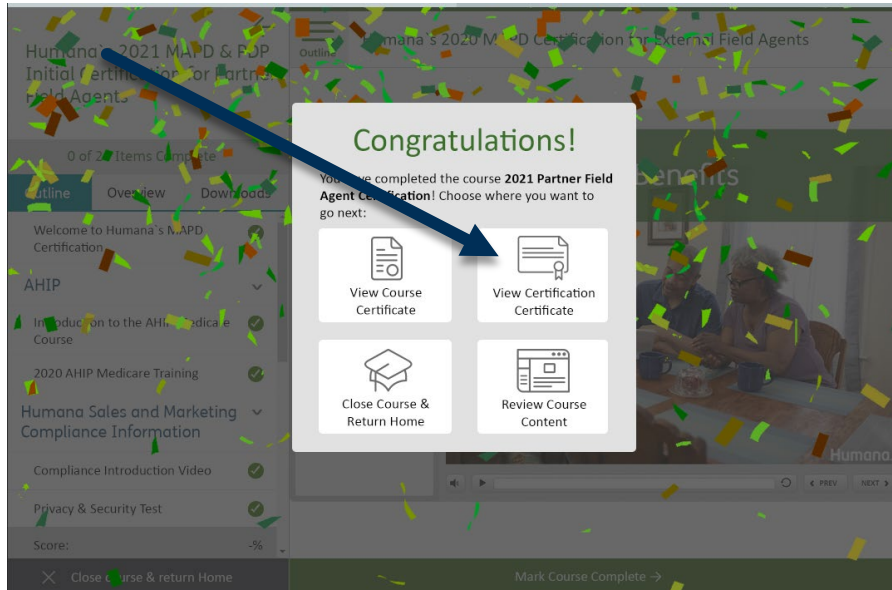 Humana's 2021 MAPD & PDP
Initial Certification for Partner
Field Agents
0 of 2 Items Complete
Outline
Overview
Downloads
Welcome to Humana's MAPD
Certification
AHIP
Introduction to the AHIP Medicare
Course
2020 AHIP Medicare Training
Humana Sales and Marketing
Compliance Information
Compliance Introduction Video
Privacy & Security Test
Score:
-%
Close course & return Home
Outline
Humana's 2020 MAPD Certification for External Field Agents
Benefits
Congratulations!
You have completed the course 2021 Partner Field
Agent Certification! Choose where you want to
go next:
View Course
Certificate
View Certification
Certificate
Close Course &
Return Home
Review Course
Content
Humana
PREV
NEXT
Mark Course Complete →